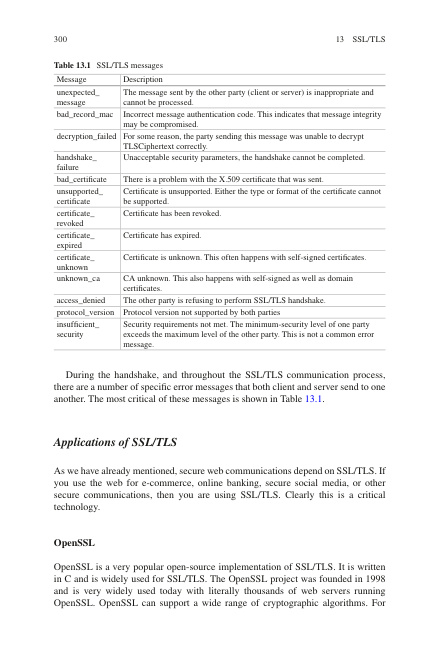 300
13 SSL/TLS
Table 13.1 SSL/TLS messages
Message Description
unexpected_ The message sent by the other party (client or server) is inappropriate and
message cannot be processed.
bad_record_mac Incorrect message authentication code. This indicates that message integrity
may be compromised.
decryption_failed For some reason, the party sending this message was unable to decrypt
TLSCiphertext correctly.
handshake_ Unacceptable security parameters, the handshake cannot be completed.
failure
bad_certificate There is a problem with the X.509 certificate that was sent.
unsupported_ Certificate is unsupported. Either the type or format of the certificate cannot
certificate be supported.
certificate_ Certificate has been revoked.
revoked
certificate_ Certificate has expired.
expired
certificate_ Certificate is unknown. This often happens with self-signed certificates.
unknown
unknown_ca CA unknown. This also happens with self-signed as well as domain
certificates.
access_denied The other party is refusing to perform SSL/TLS handshake.
protocol_version Protocol version not supported by both parties
insufficient_ Security requirements not met. The minimum-security level of one party
security exceeds the maximum level of the other party. This is not a common error
message.
During the handshake, and throughout the SSL/TLS communication process,
there are a number of specific error messages that both client and server send to one
another. The most critical of these messages is shown in Table 13.1.
Applications of SSL/TLS
As we have already mentioned, secure web communications depend on SSL/TLS. If
you use the web for e-commerce, online banking, secure social media, or other
secure communications, then you are using SSL/TLS. Clearly this is a critical
technology.
OpenSSL
OpenSSL is a very popular open-source implementation of SSL/TLS. It is written
in C and is widely used for SSL/TLS. The OpenSSL project was founded in 1998
and is very widely used today with literally thousands of web servers running
OpenSSL. OpenSSL can support a wide range of cryptographic algorithms. For